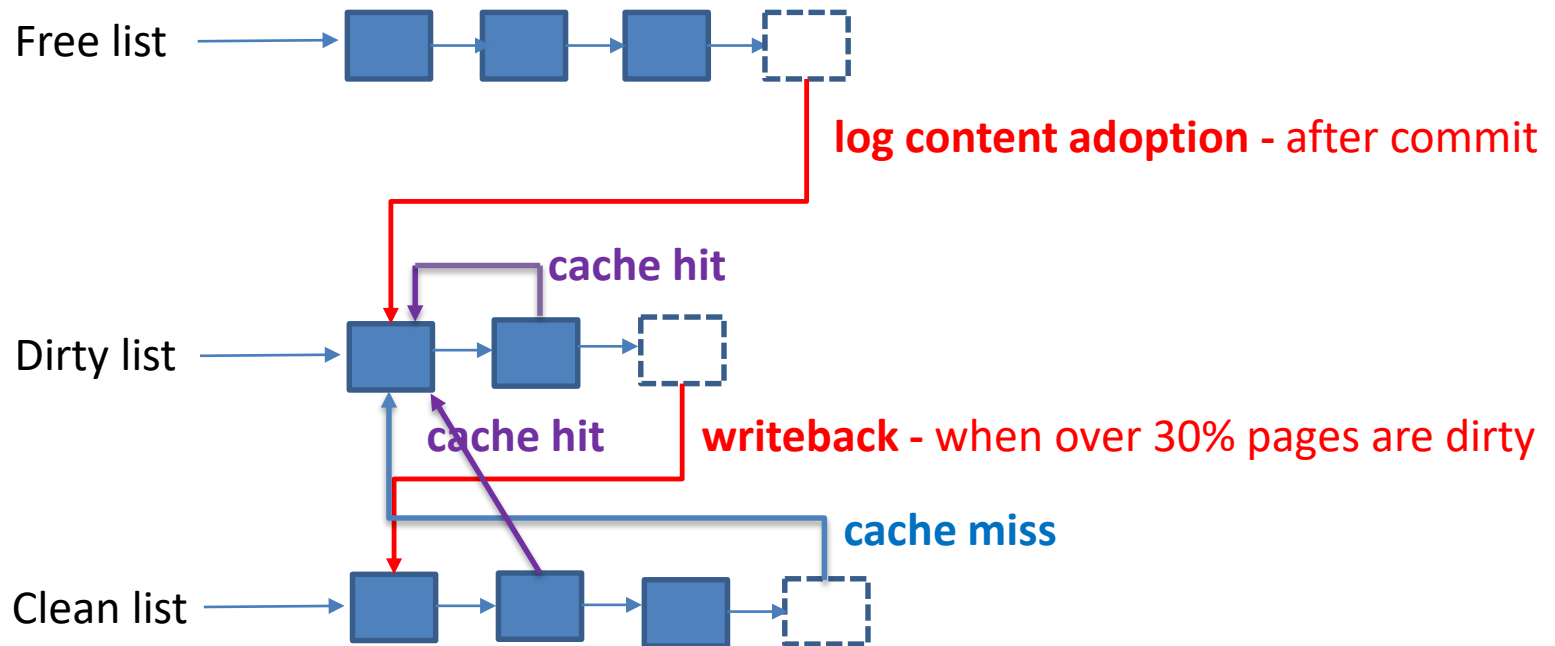 Free list
log content adoption - after commit
cache hit
Dirty list
cache hit
writeback - when over 30% pages are dirty
cache miss
Clean list